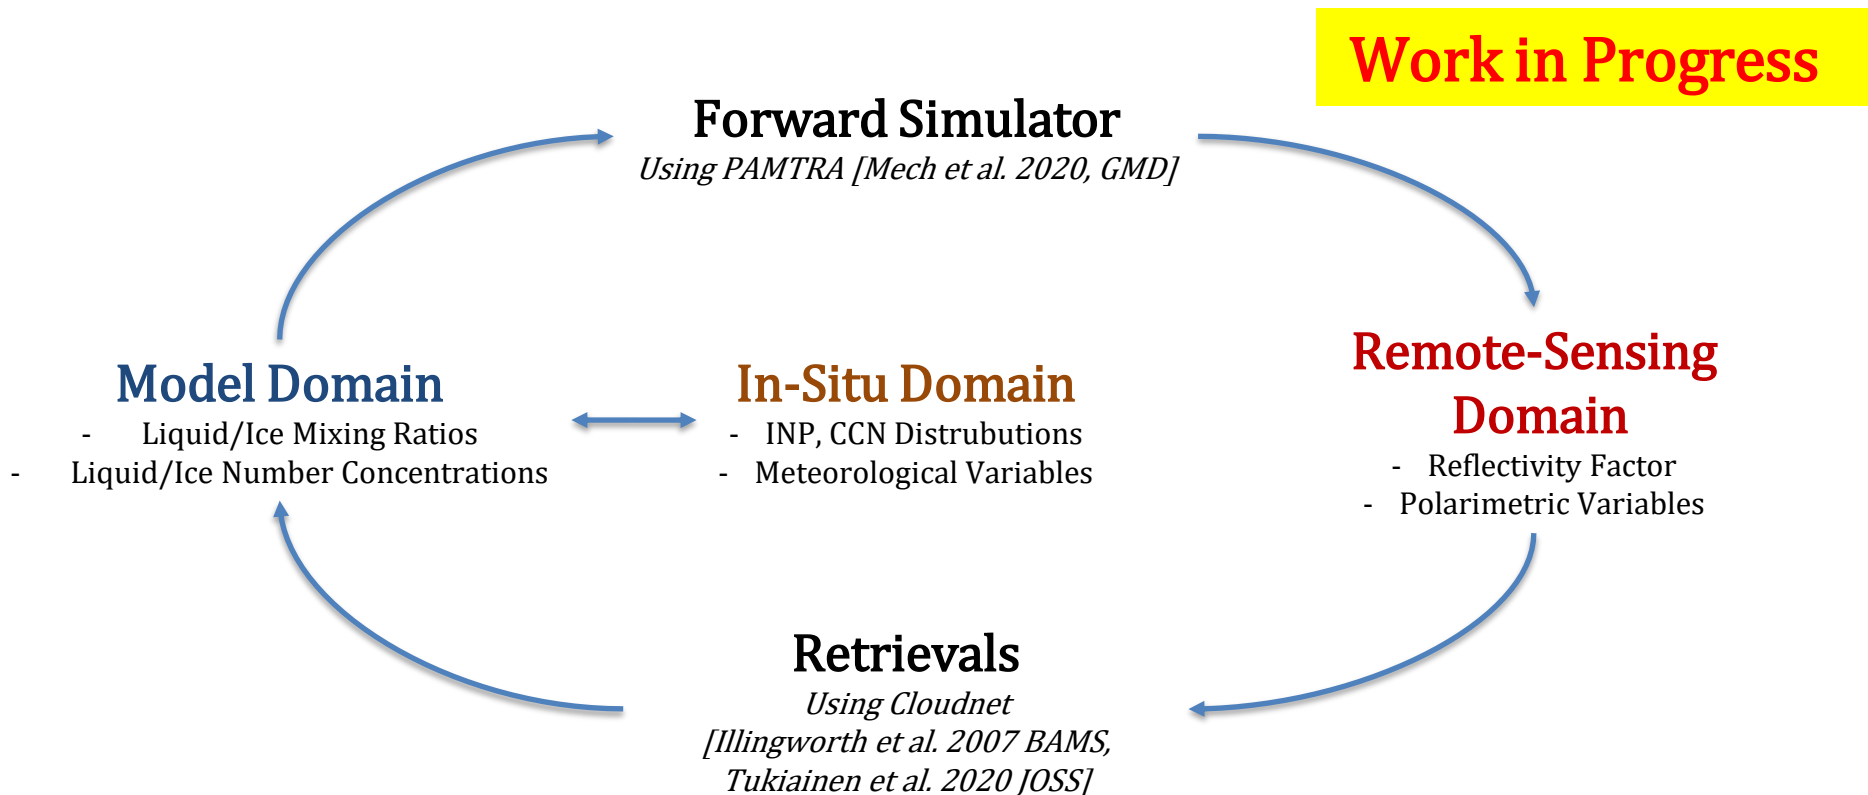 Work in Progress
Forward Simulator
Using PAMTRA [Mech et al. 2020, GMD]
Model Domain
- Liquid/Ice Mixing Ratios
- Liquid/Ice Number Concentrations
In-Situ Domain
- INP, CCN Distrubutions
- Meteorological Variables
Remote-Sensing
Domain
- Reflectivity Factor
- Polarimetric Variables
Retrievals
Using Cloudnet
[Illingworth et al. 2007 BAMS,
Tukiainen et al. 2020 JOSS]